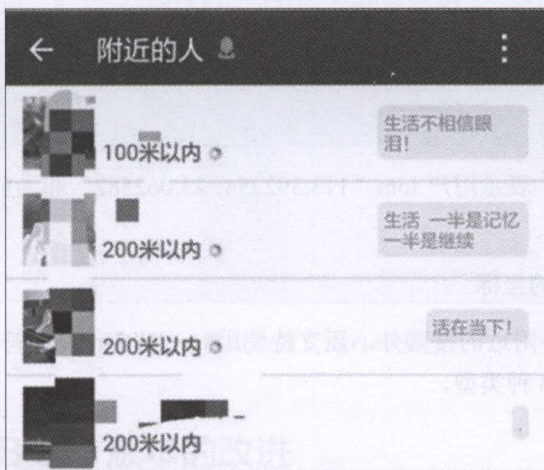 附近的人
100米以内
生活不相信眼
泪!
200米以内
生活 一半是记忆
一半是继续
200米以内
活在当下!
200米以内
.